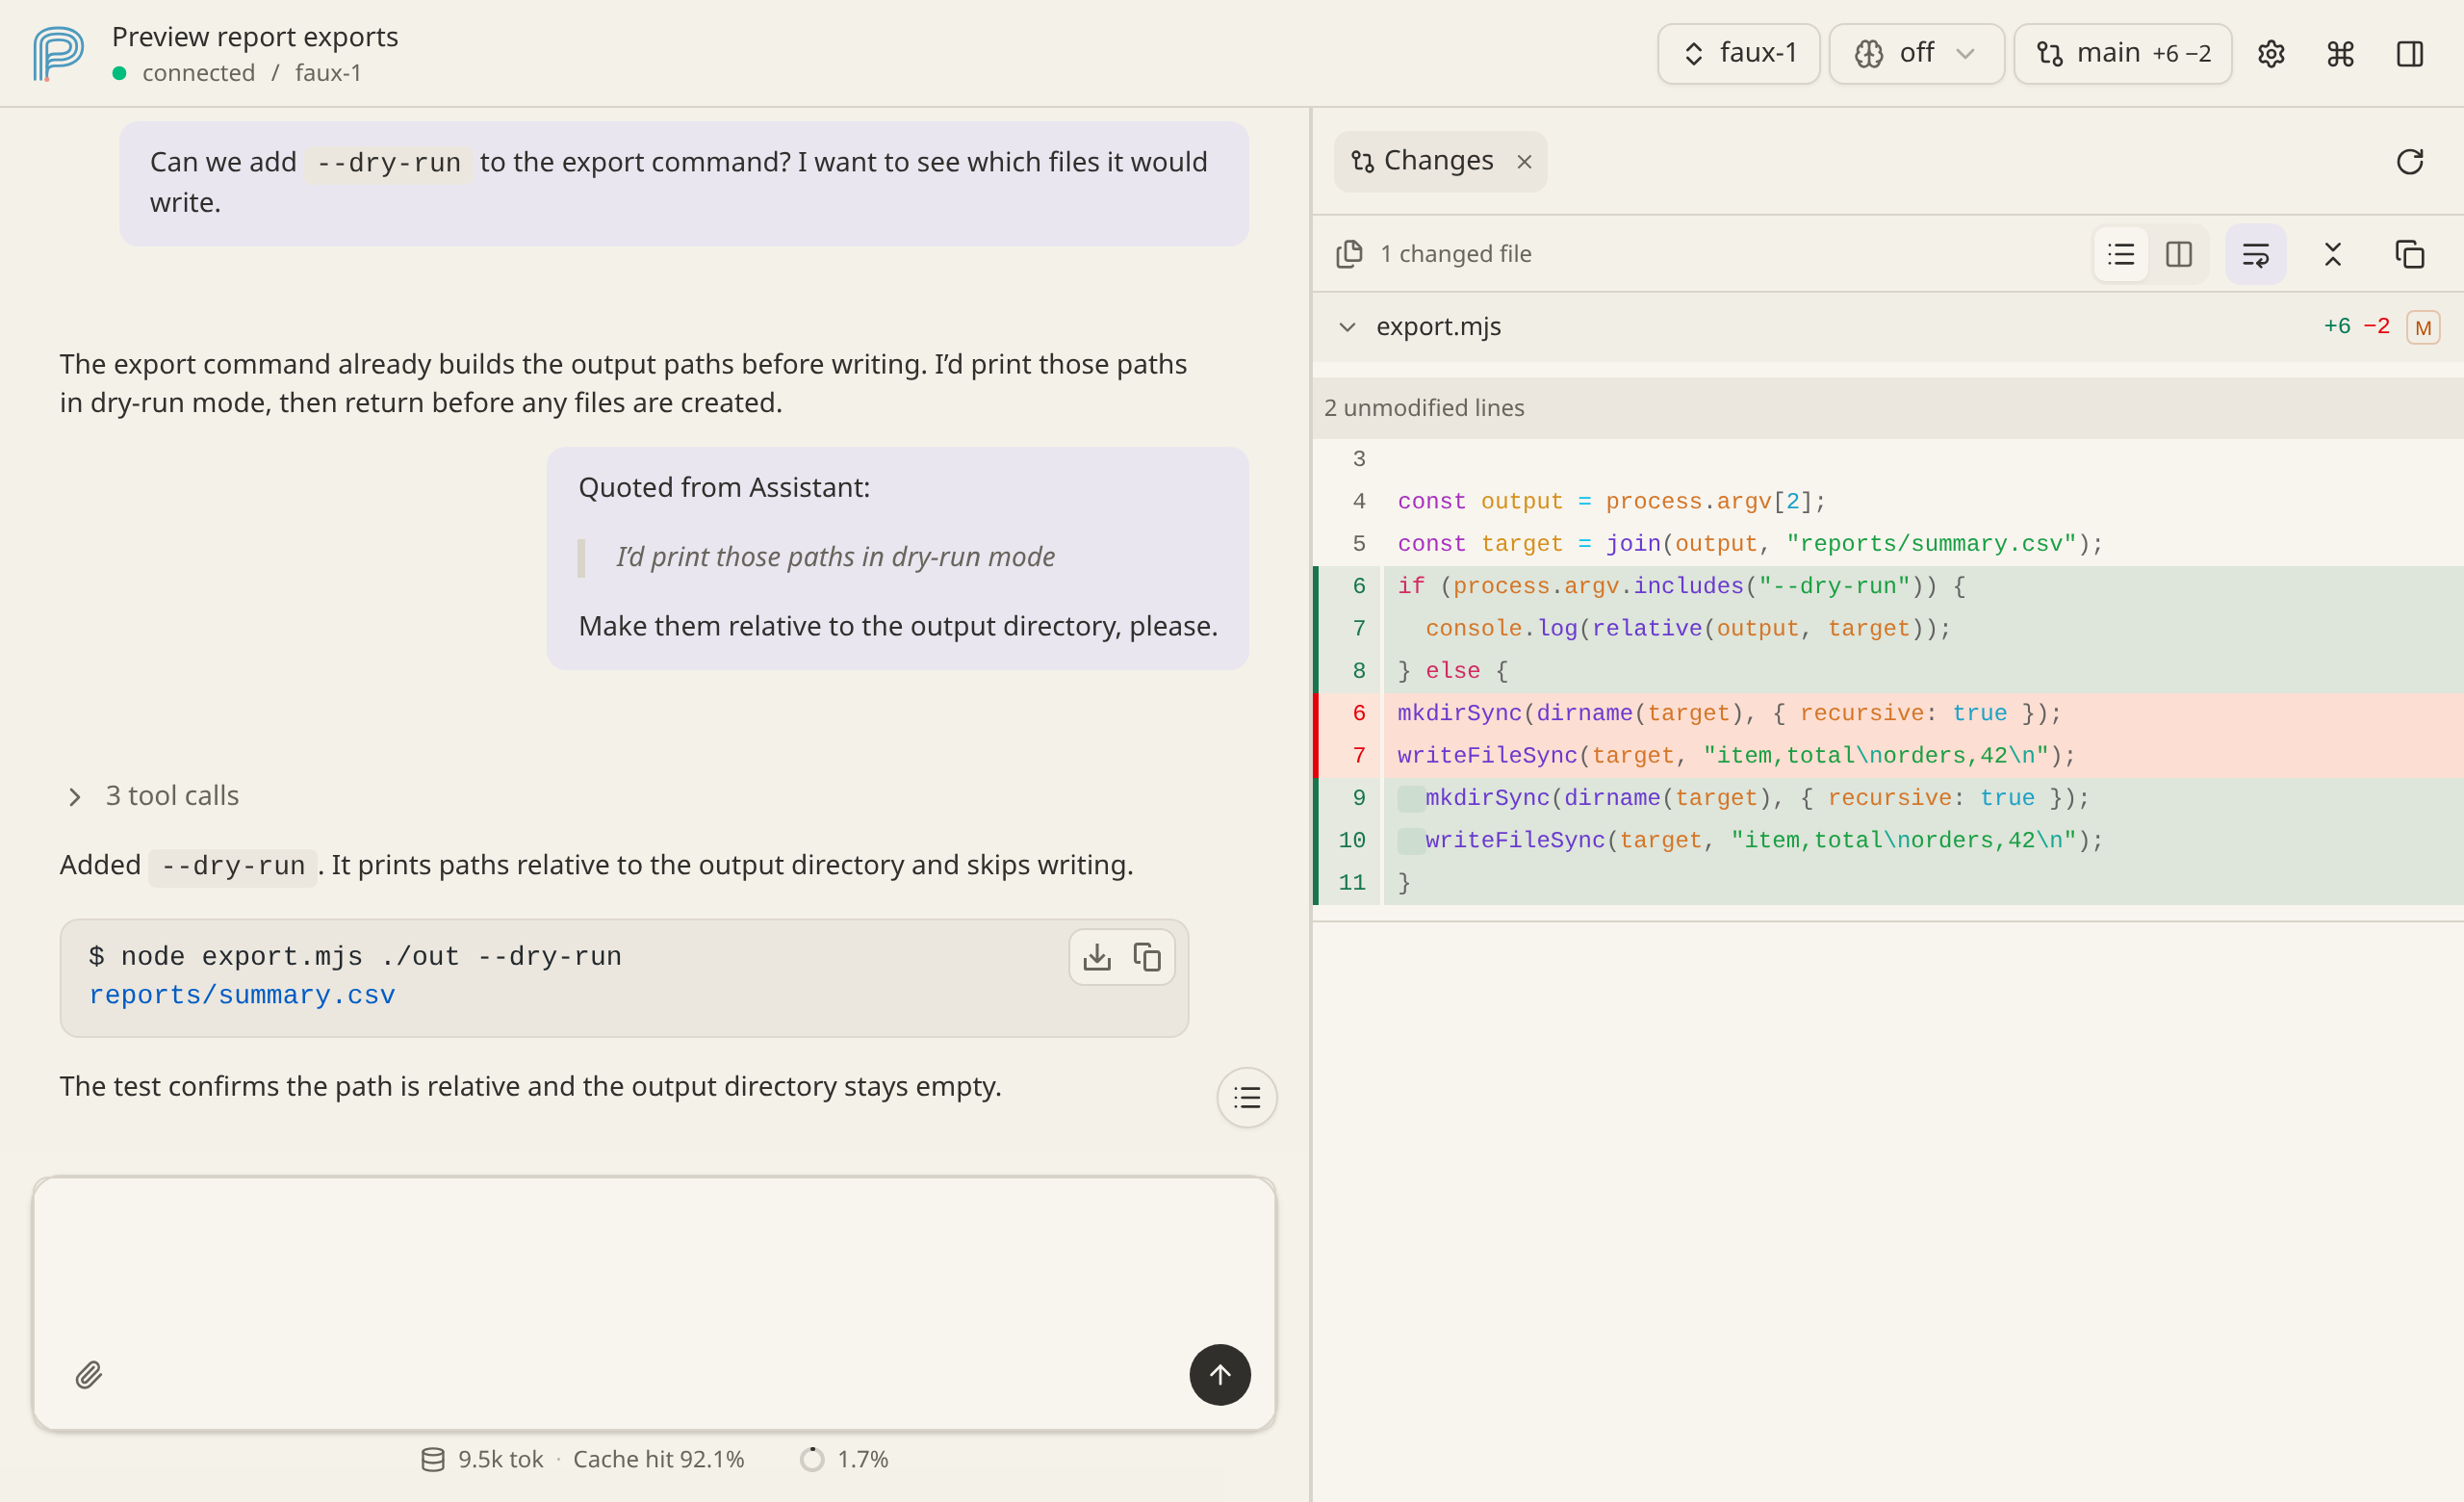 Preview report exports
connected / faux-1
faux-1
off
main +6 −2
Can we add --dry-run to the export command? I want to see which files it would
write.
The export command already builds the output paths before writing. I’d print those paths
in dry-run mode, then return before any files are created.
Quoted from Assistant:
I’d print those paths in dry-run mode
Make them relative to the output directory, please.
3 tool calls
Added --dry-run. It prints paths relative to the output directory and skips writing.
$ node export.mjs ./out --dry-run
reports/summary.csv
The test confirms the path is relative and the output directory stays empty.
9.5k tok · Cache hit 92.1% 1.7%
Changes
1 changed file
export.mjs +6 −2 M
2 unmodified lines
3
4 const output = process.argv[2];
5 const target = join(output, "reports/summary.csv");
6 if (process.argv.includes("--dry-run")) {
7   console.log(relative(output, target));
8 } else {
6 mkdirSync(dirname(target), { recursive: true });
7 writeFileSync(target, "item,total\norders,42\n");
9   mkdirSync(dirname(target), { recursive: true });
10   writeFileSync(target, "item,total\norders,42\n");
11 }